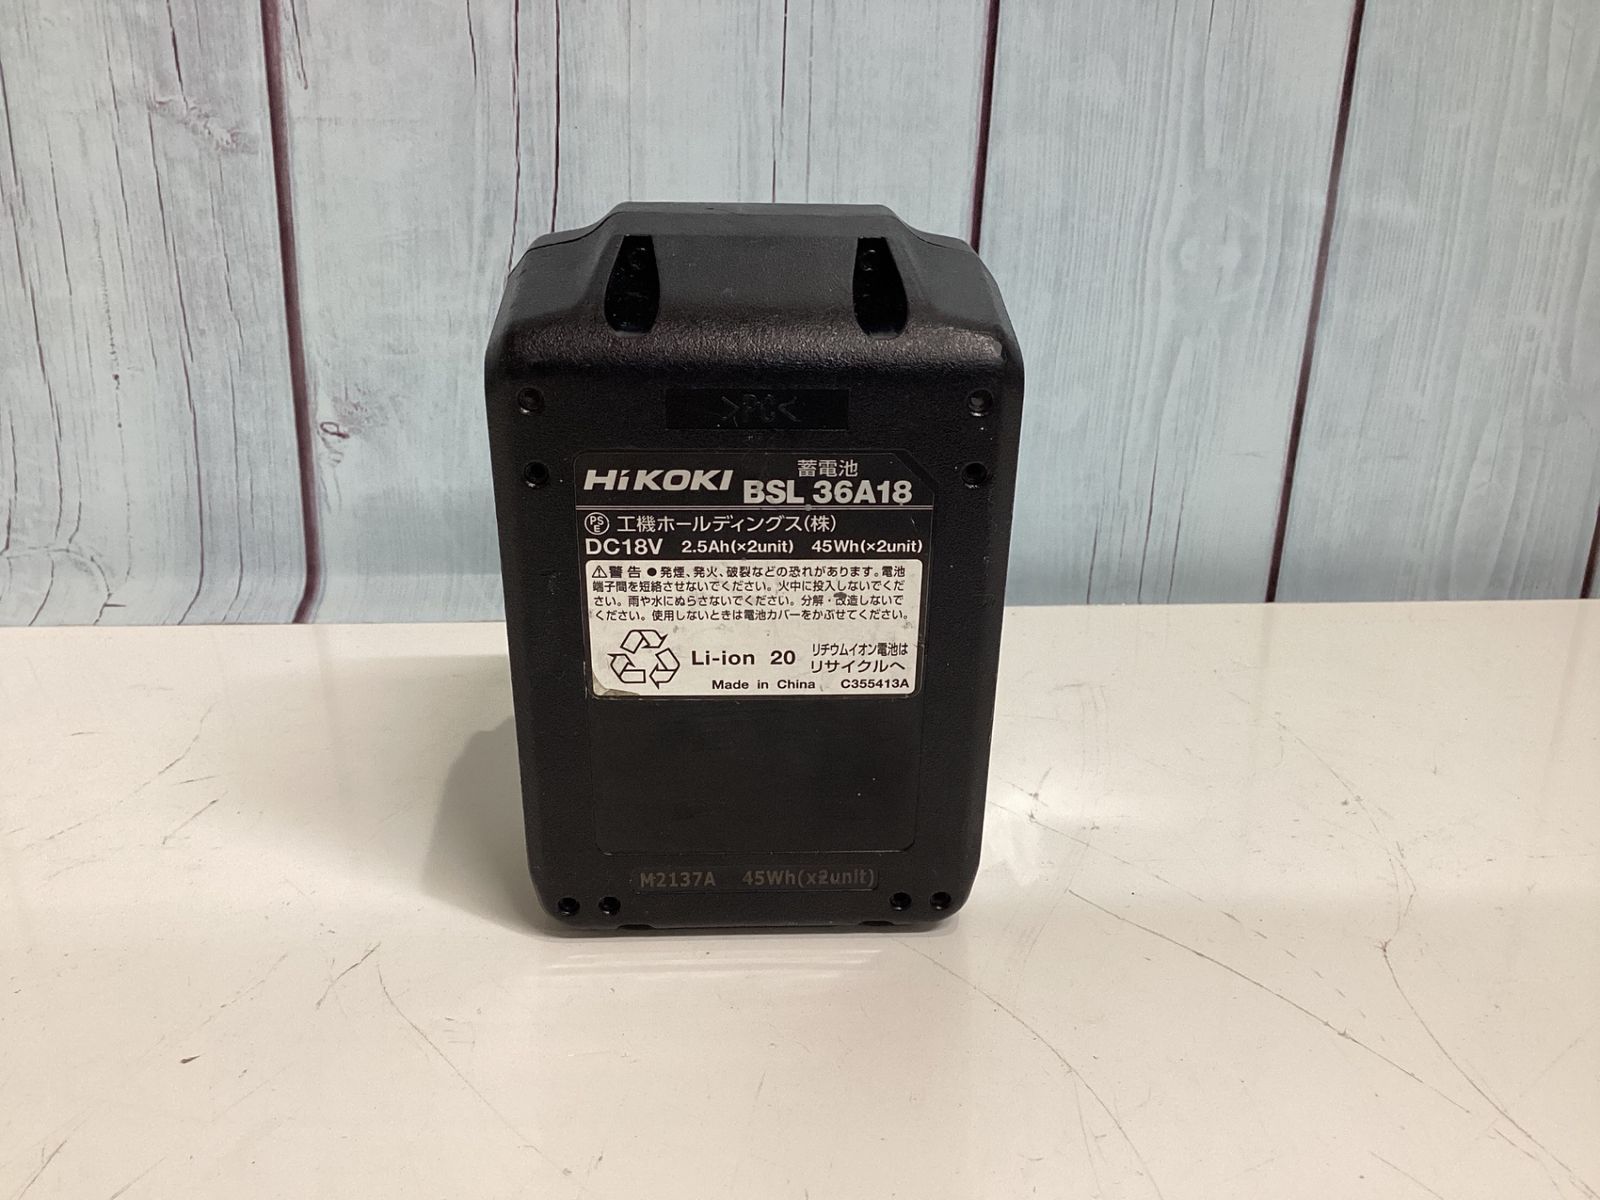 >PC<
HiKOKI 蓄電池
BSL 36A18
PSE 工機ホールディングス(株)
DC18V 2.5Ah(×2unit) 45Wh(×2unit)
⚠警告 ●発煙、発火、破裂などの恐れがあります。電池
端子間を短絡させないでください。火中に投入しないでくだ
さい。雨や水にぬらさないでください。分解・改造しないで
ください。使用しないときは電池カバーをかぶせてください。
Li-ion 20 リチウムイオン電池は
リサイクルへ
Made in China C355413A
M2137A 45Wh(x2unit)